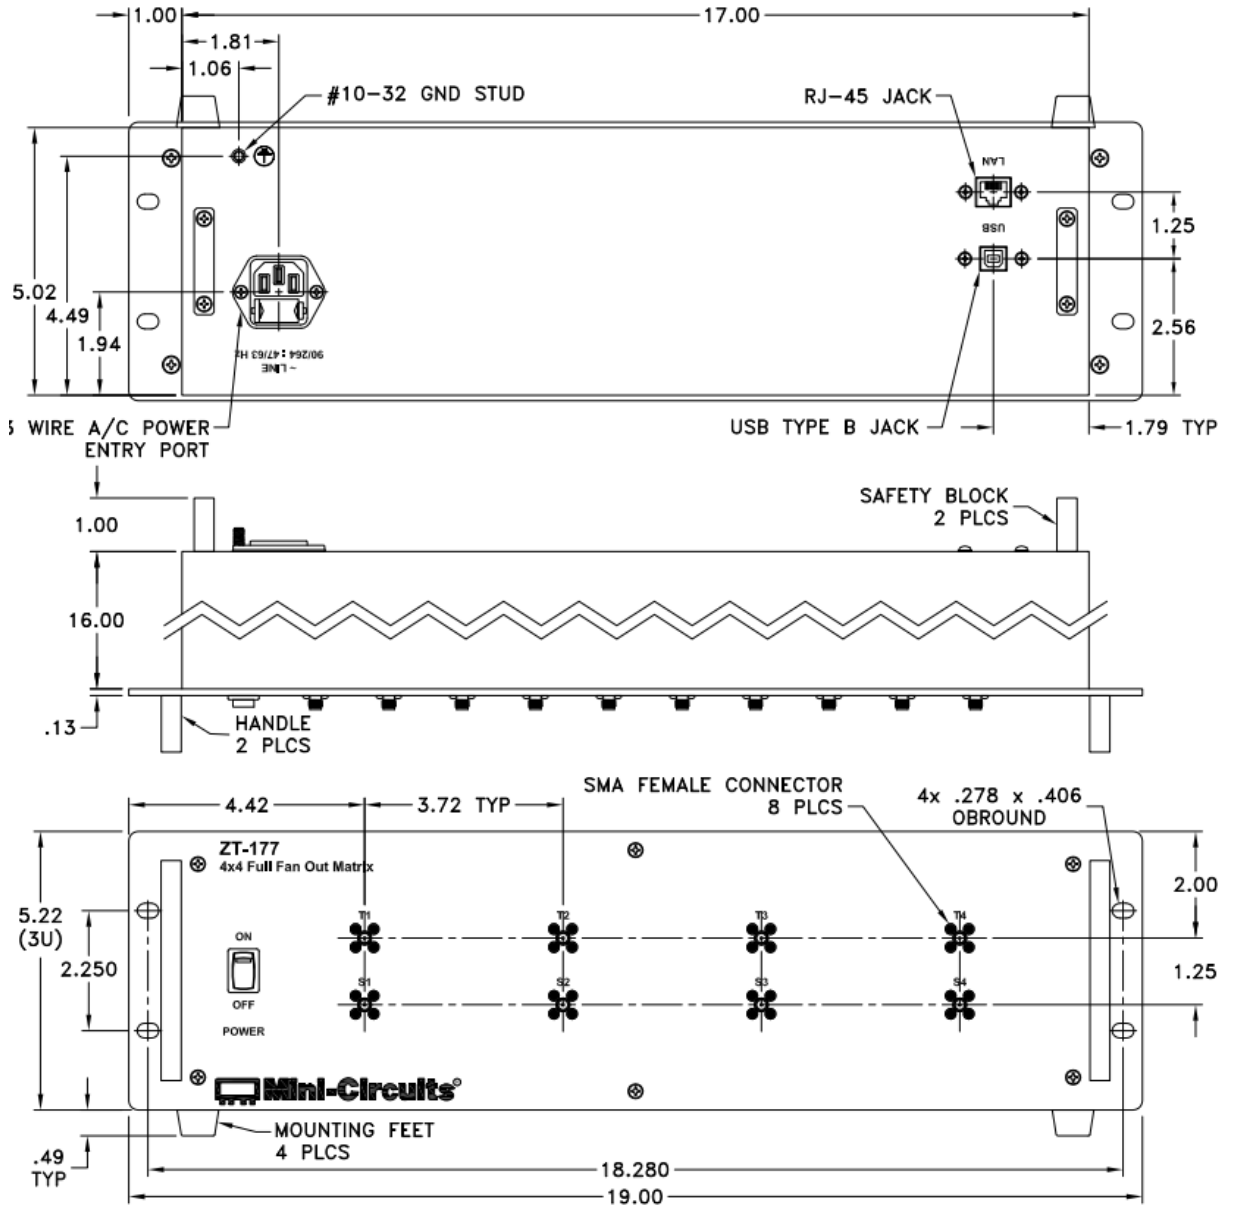 1.00
17.00
1.81
1.06
#10-32 GND STUD
RJ-45 JACK
LAN
1.25
USB
5.02
4.49
1.94
2.56
90/264 : 47/63 Hz
~ LINE
3 WIRE A/C POWER
ENTRY PORT
USB TYPE B JACK
1.79 TYP
1.00
SAFETY BLOCK
2 PLCS
16.00
.13
HANDLE
2 PLCS
SMA FEMALE CONNECTOR
8 PLCS
4x .278 x .406
OBROUND
4.42
3.72 TYP
ZT-177
4x4 Full Fan Out Matrix
2.00
5.22
(3U)
T1
T2
T3
T4
ON
2.250
1.25
S1
S2
S3
S4
OFF
POWER
Mini-Circuits®
MOUNTING FEET
4 PLCS
.49
TYP
18.280
19.00